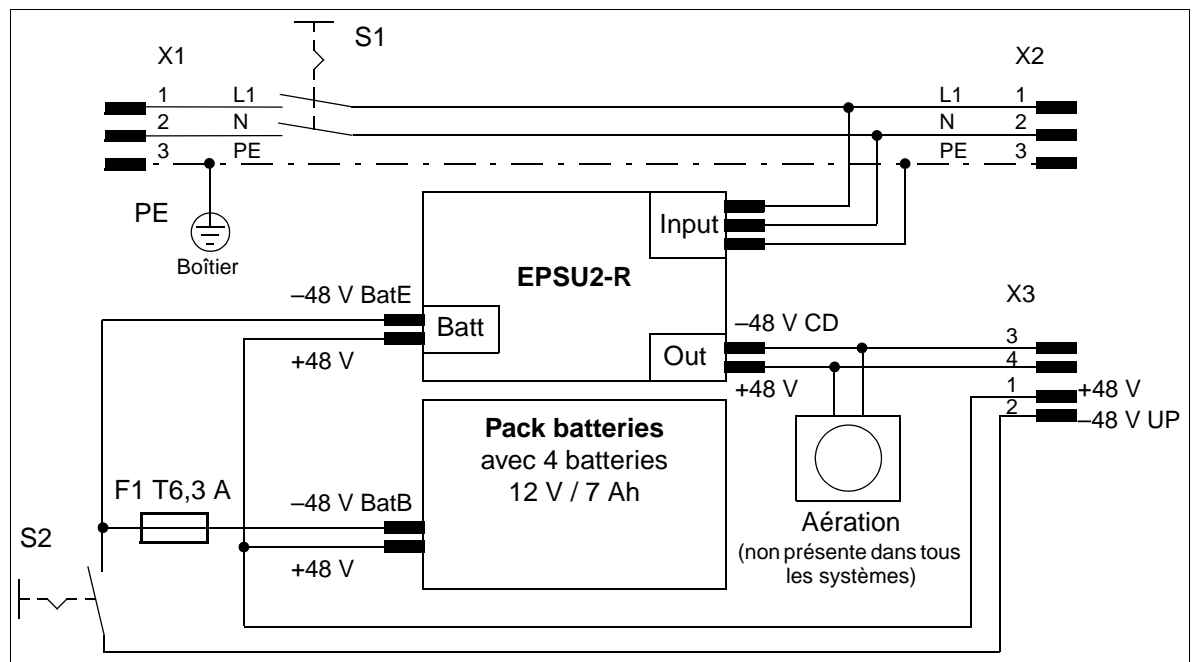 S1
X1
X2
1 L1
L1 1
2 N
N 2
3 PE
PE 3
PE
Boîtier
Input
EPSU2-R
–48 V BatE
Batt
+48 V
–48 V CD
Out
+48 V
X3
3
4
1
+48 V
2
–48 V UP
Pack batteries
avec 4 batteries
12 V / 7 Ah
F1 T6,3 A
–48 V BatB
+48 V
S2
Aération
(non présente dans tous
les systèmes)